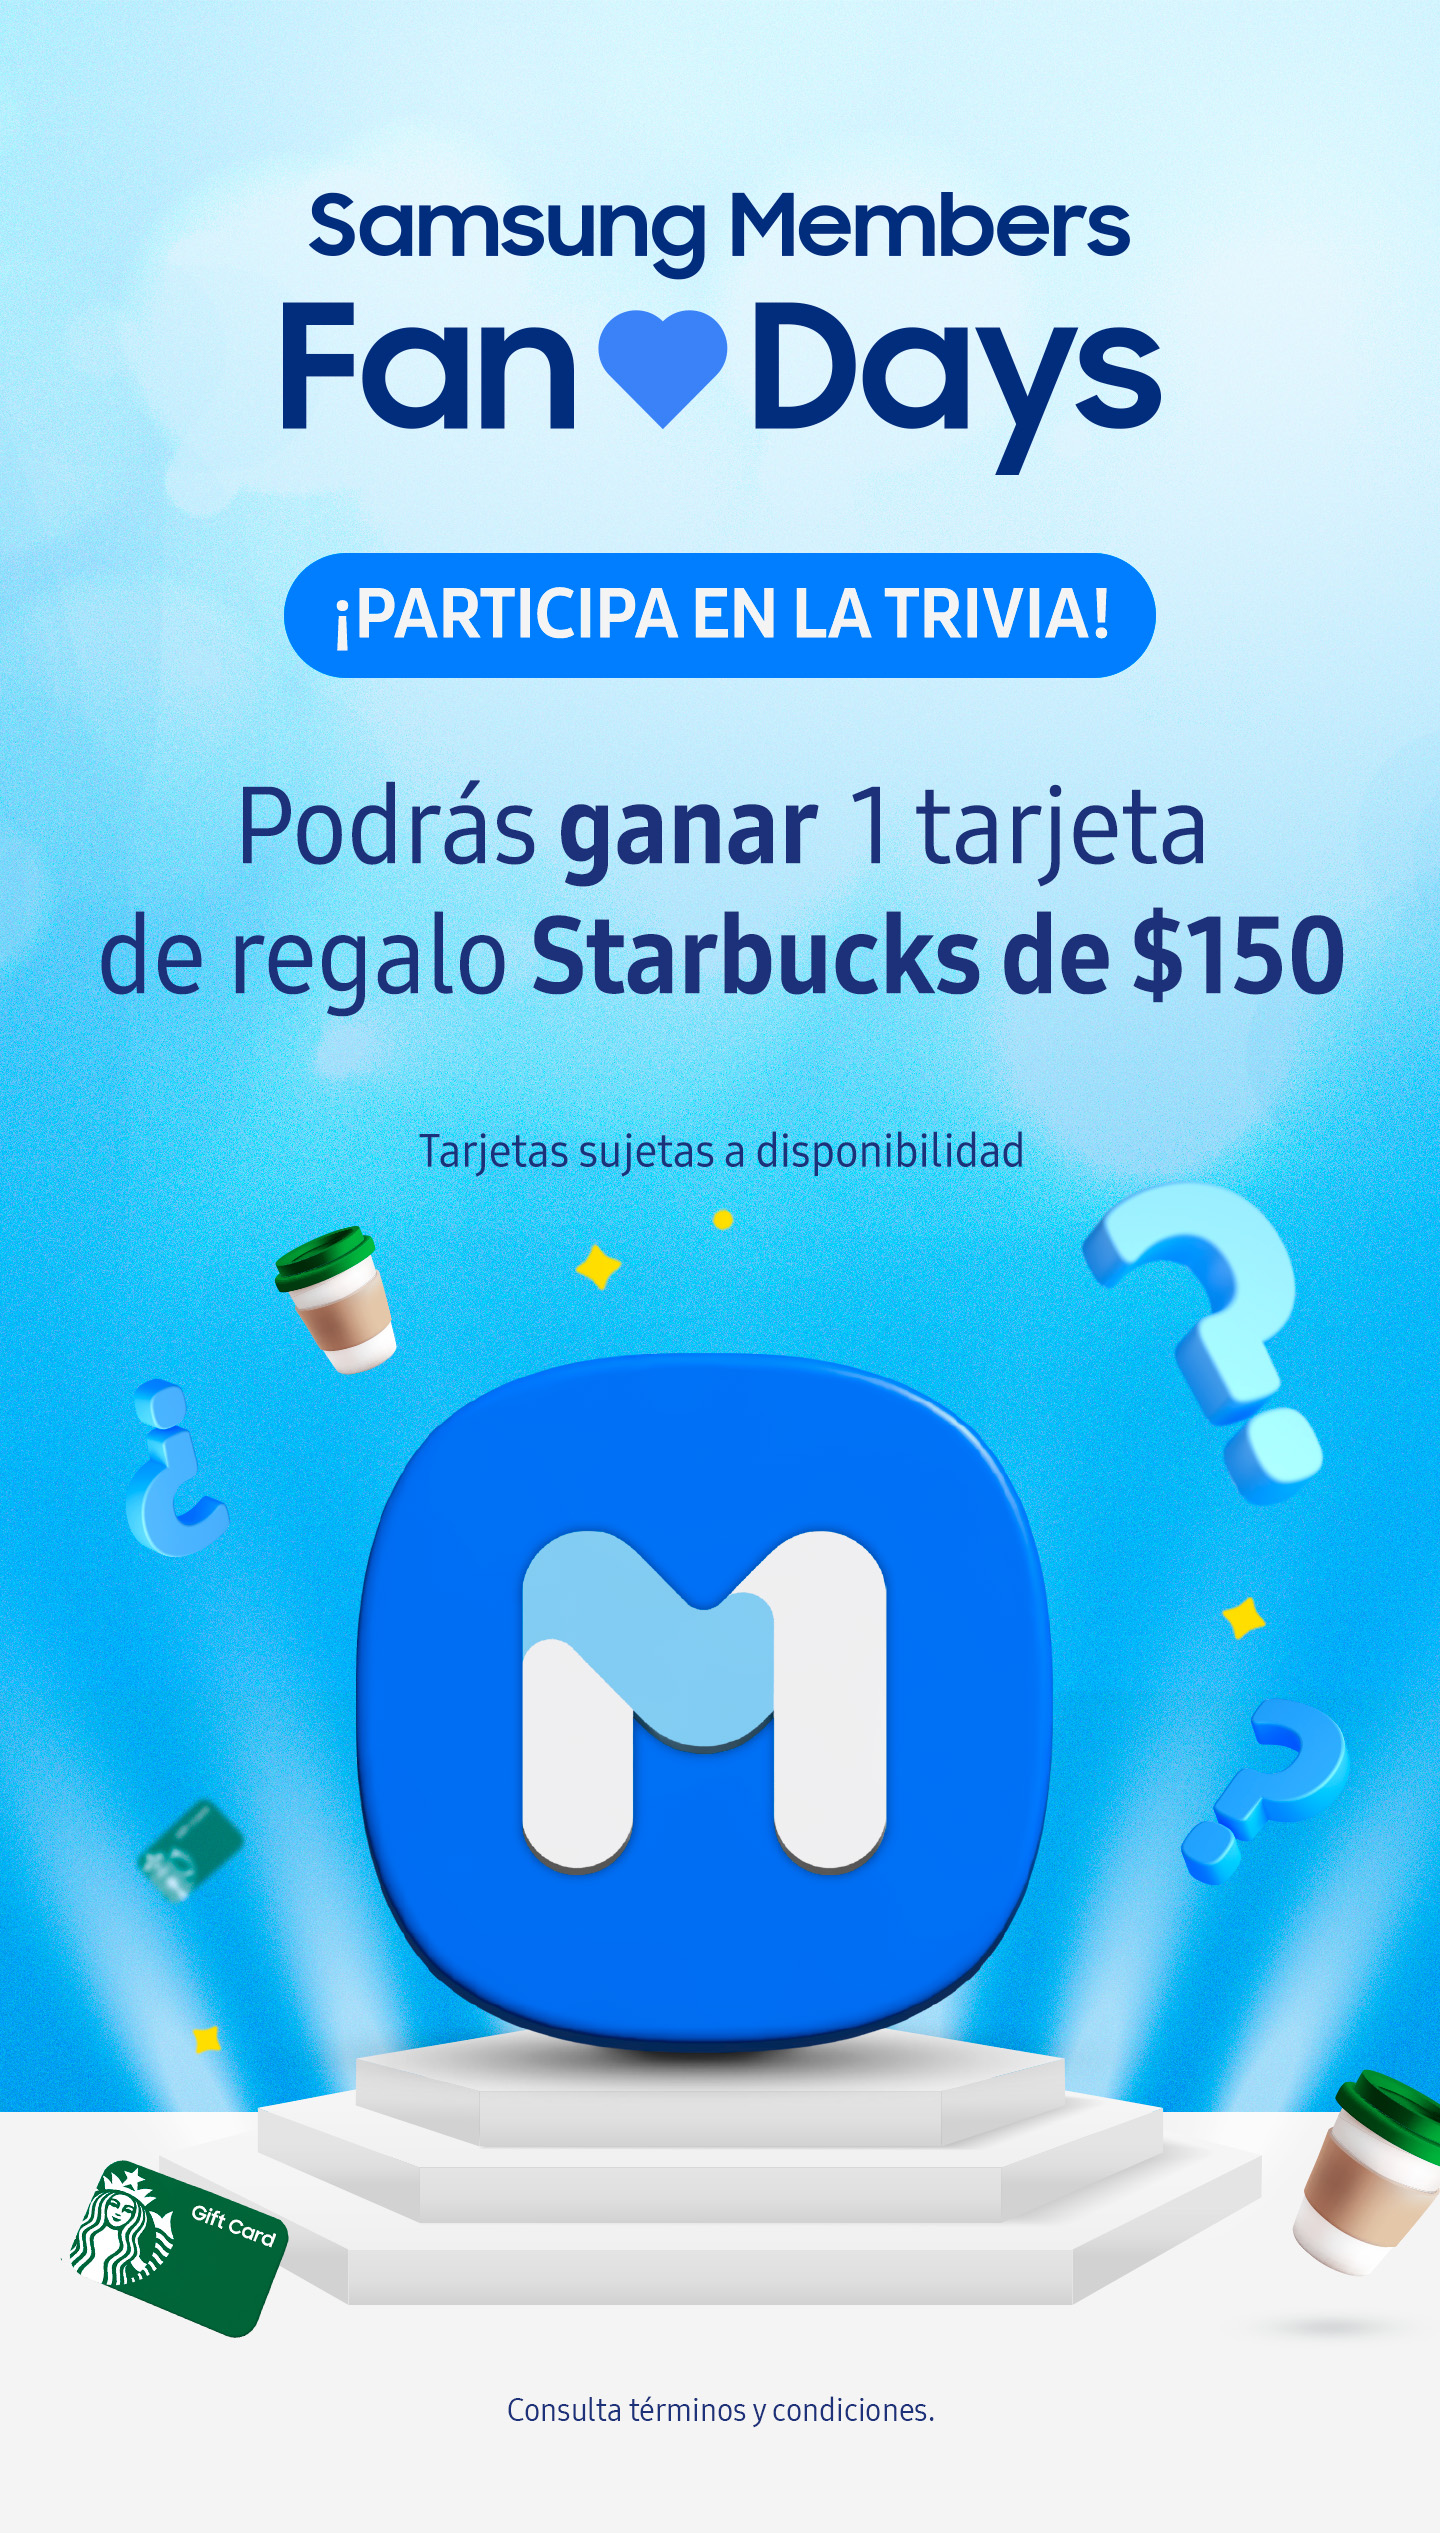 Samsung Members
Fan Days
¡PARTICIPA EN LA TRIVIA!
Podrás ganar 1 tarjeta
de regalo Starbucks de $150
Tarjetas sujetas a disponibilidad
¿
?
M
?
Gift Card
Consulta términos y condiciones.